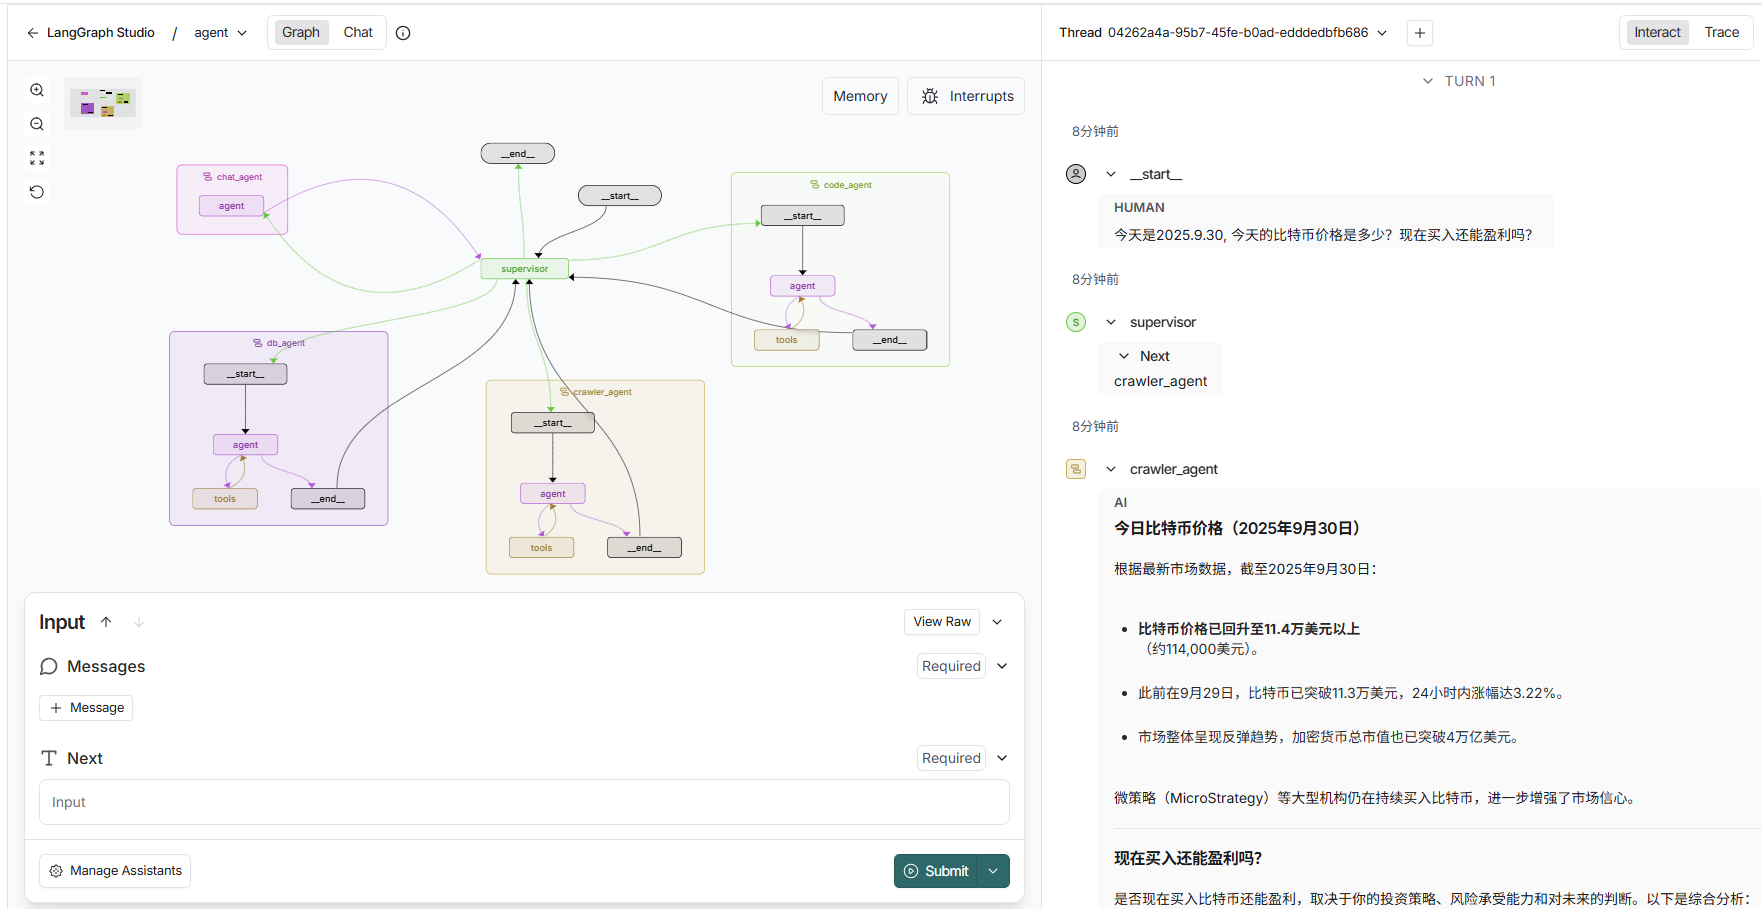 LangGraph Studio / agent
Graph
Chat
Memory
Interrupts
__end__
__start__
chat_agent
agent
supervisor
code_agent
__start__
agent
tools
__end__
db_agent
__start__
agent
tools
__end__
crawler_agent
__start__
agent
tools
__end__
Input
View Raw
Messages
Required
+ Message
Next
Required
Input
Manage Assistants
Submit
Thread 04262a4a-95b7-45fe-b0ad-edddedbfb686
+
Interact
Trace
TURN 1
8分钟前
__start__
HUMAN
今天是2025.9.30, 今天的比特币价格是多少？现在买入还能盈利吗？
8分钟前
S
supervisor
Next
crawler_agent
8分钟前
crawler_agent
AI
今日比特币价格（2025年9月30日）
根据最新市场数据，截至2025年9月30日：
• 比特币价格已回升至11.4万美元以上
（约114,000美元）。
• 此前在9月29日，比特币已突破11.3万美元，24小时内涨幅达3.22%。
• 市场整体呈现反弹趋势，加密货币总市值也已突破4万亿美元。
微策略（MicroStrategy）等大型机构仍在持续买入比特币，进一步增强了市场信心。
现在买入还能盈利吗？
是否现在买入比特币还能盈利，取决于你的投资策略、风险承受能力和对未来的判断。以下是综合分析：